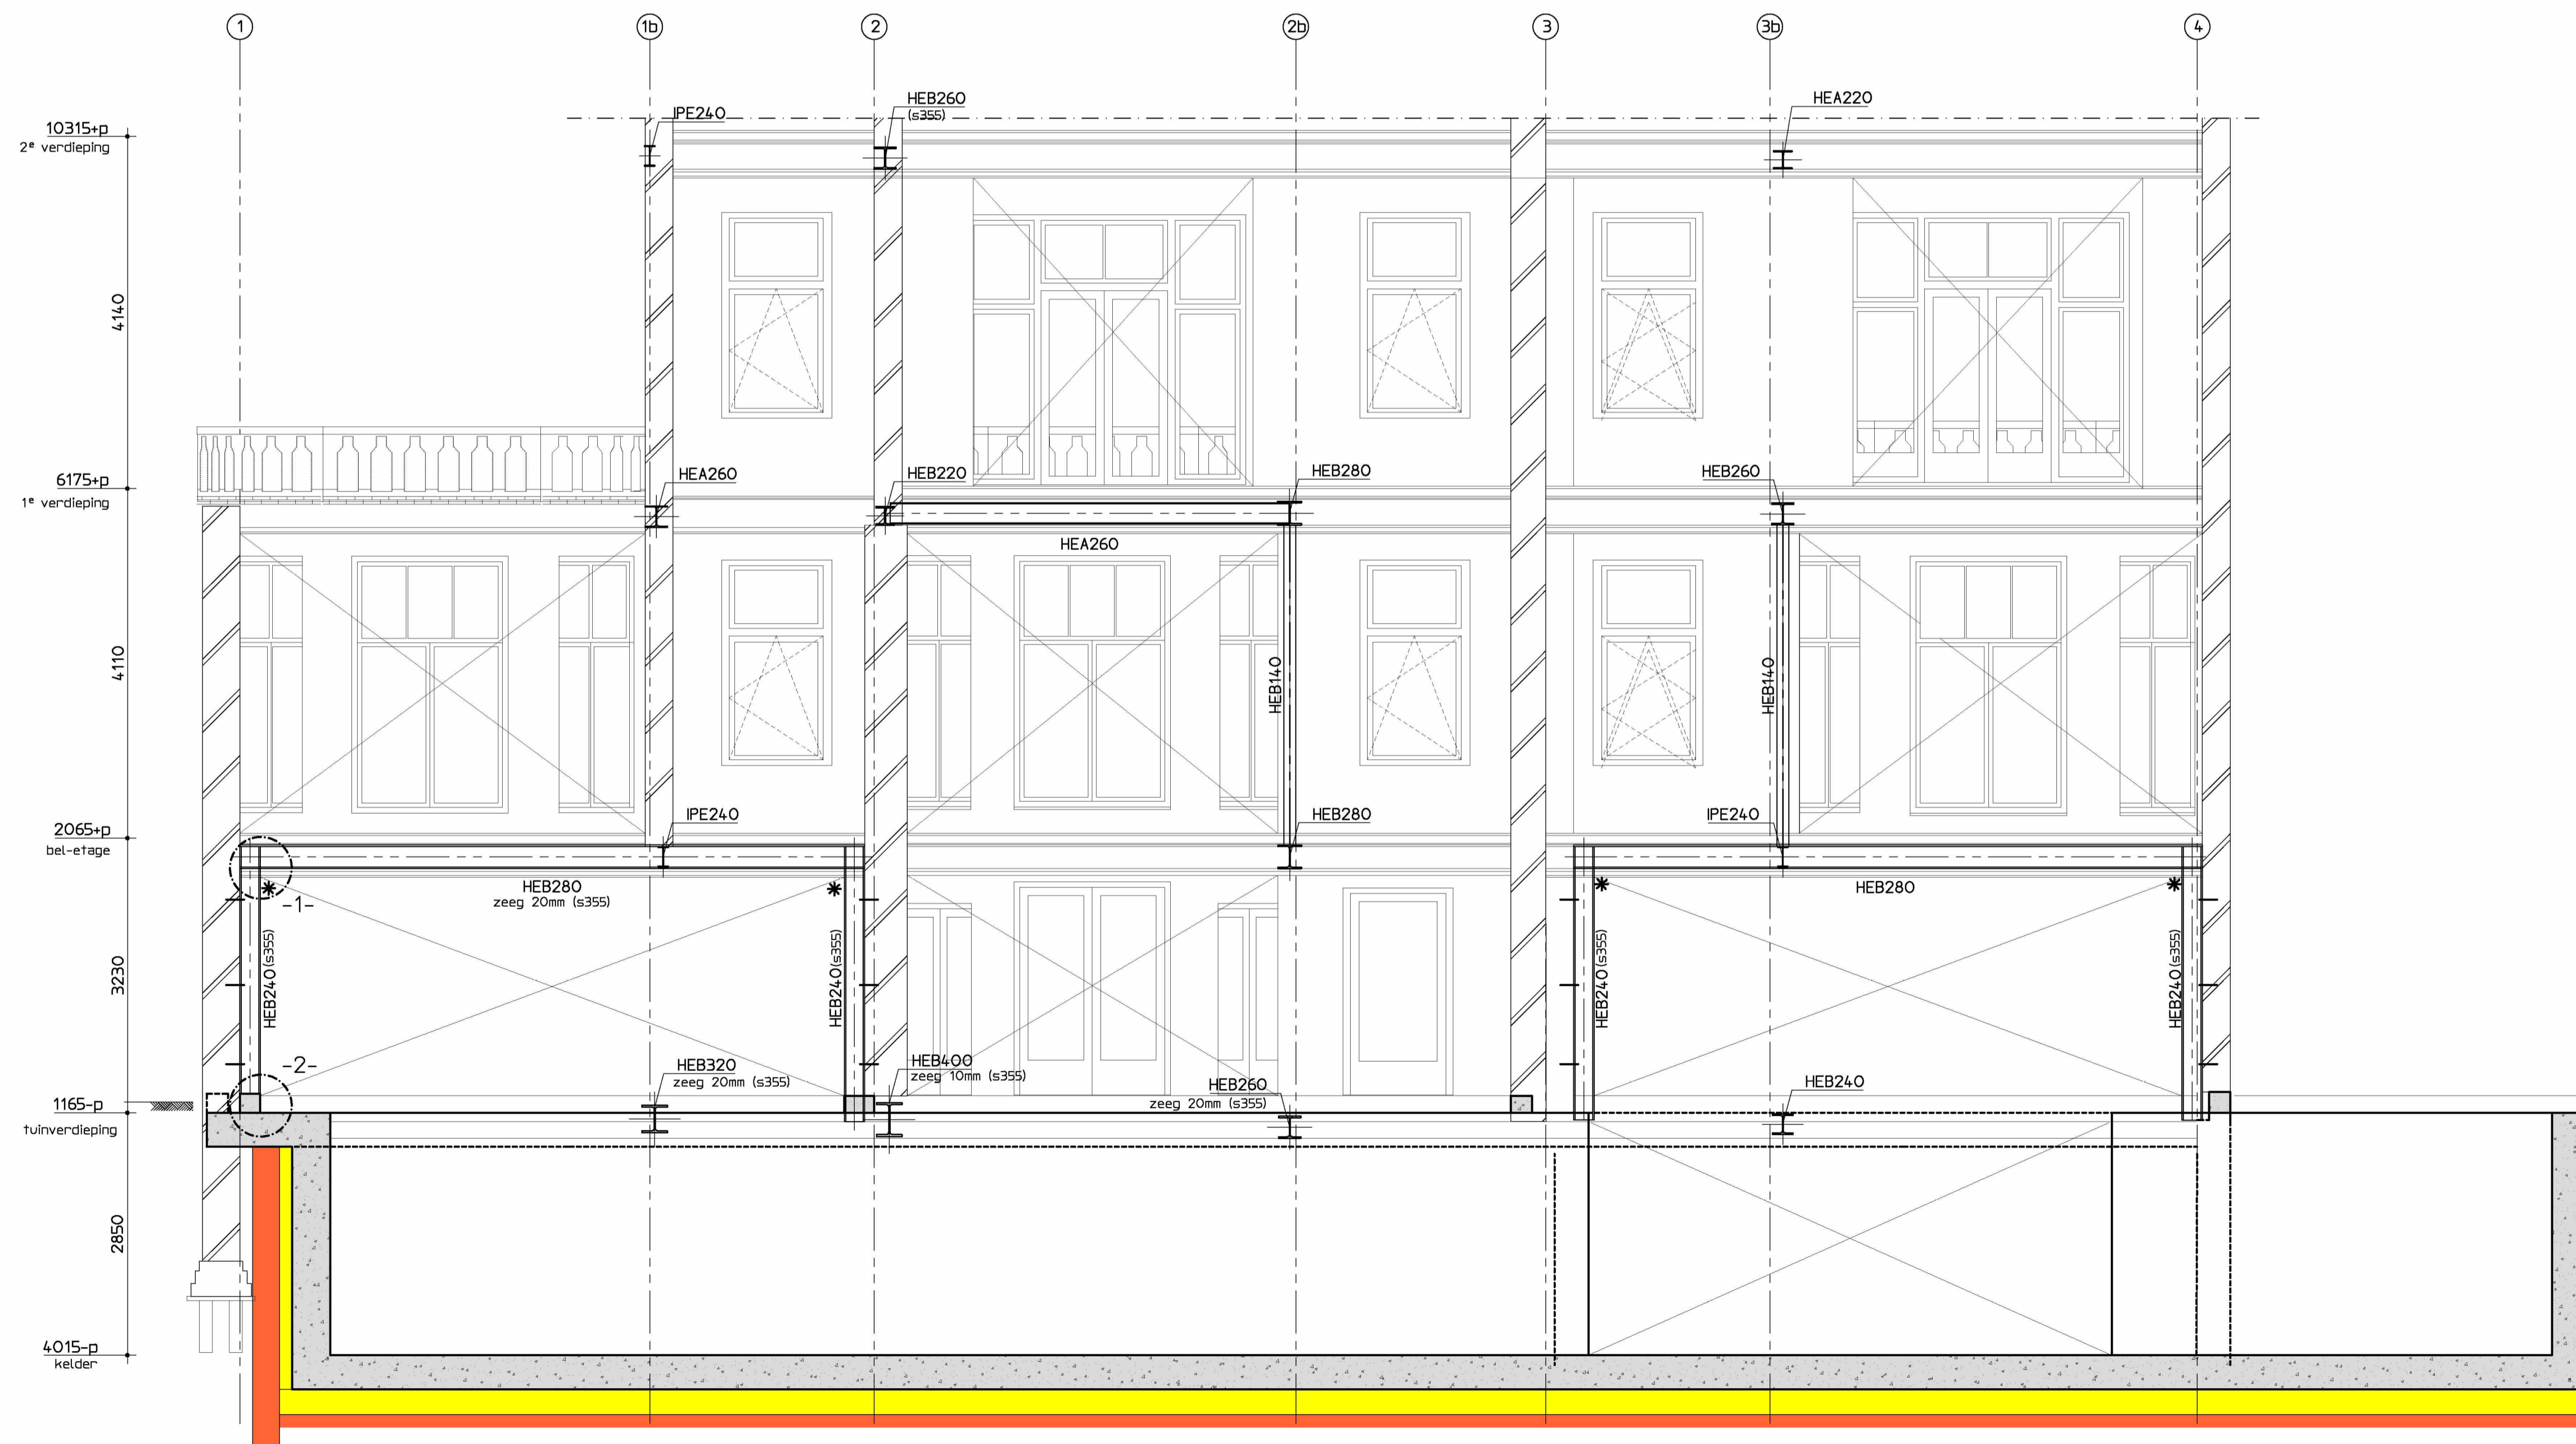 1
1b
2
2b
3
3b
4
10315+p
2ᵉ verdieping
IPE240
HEB260
(s355)
HEA220
4140
6175+p
1ᵉ verdieping
HEA260
HEB220
HEB280
HEB260
HEA260
4110
HEB140
HEB140
2065+p
bel-etage
IPE240
HEB280
IPE240
-1-
HEB280
zeeg 20mm (s355)
HEB280
3230
HEB240(s355)
HEB240(s355)
HEB240(s355)
HEB240(s355)
-2-
HEB320
zeeg 20mm (s355)
HEB400
zeeg 10mm (s355)
HEB260
zeeg 20mm (s355)
HEB240
1165-p
tuinverdieping
2850
4015-p
kelder